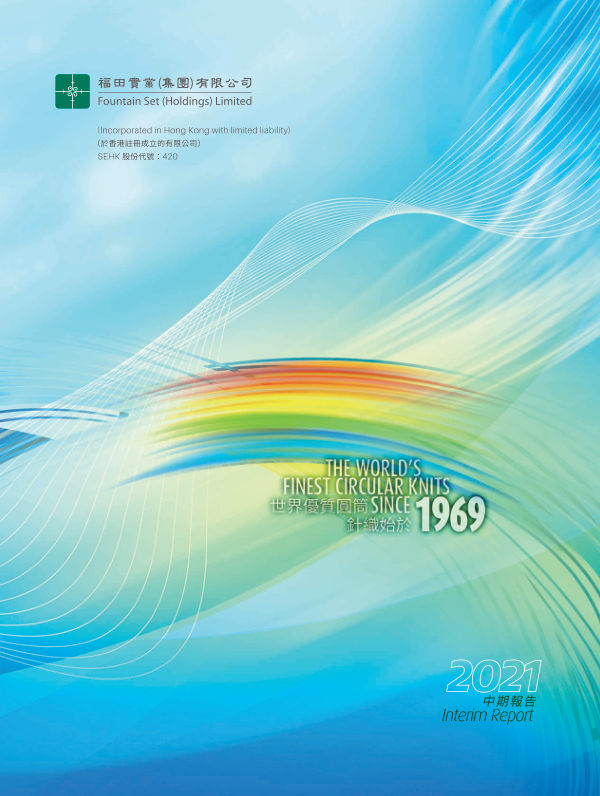 福田實業(集團)有限公司
Fountain Set (Holdings) Limited
(Incorporated in Hong Kong with limited liability)
(於香港註冊成立的有限公司)
SEHK 股份代號：420
THE WORLD'S
FINEST CIRCULAR KNITS
世界優質圓筒 SINCE 1969
針織始於
2021
中期報告
Interim Report